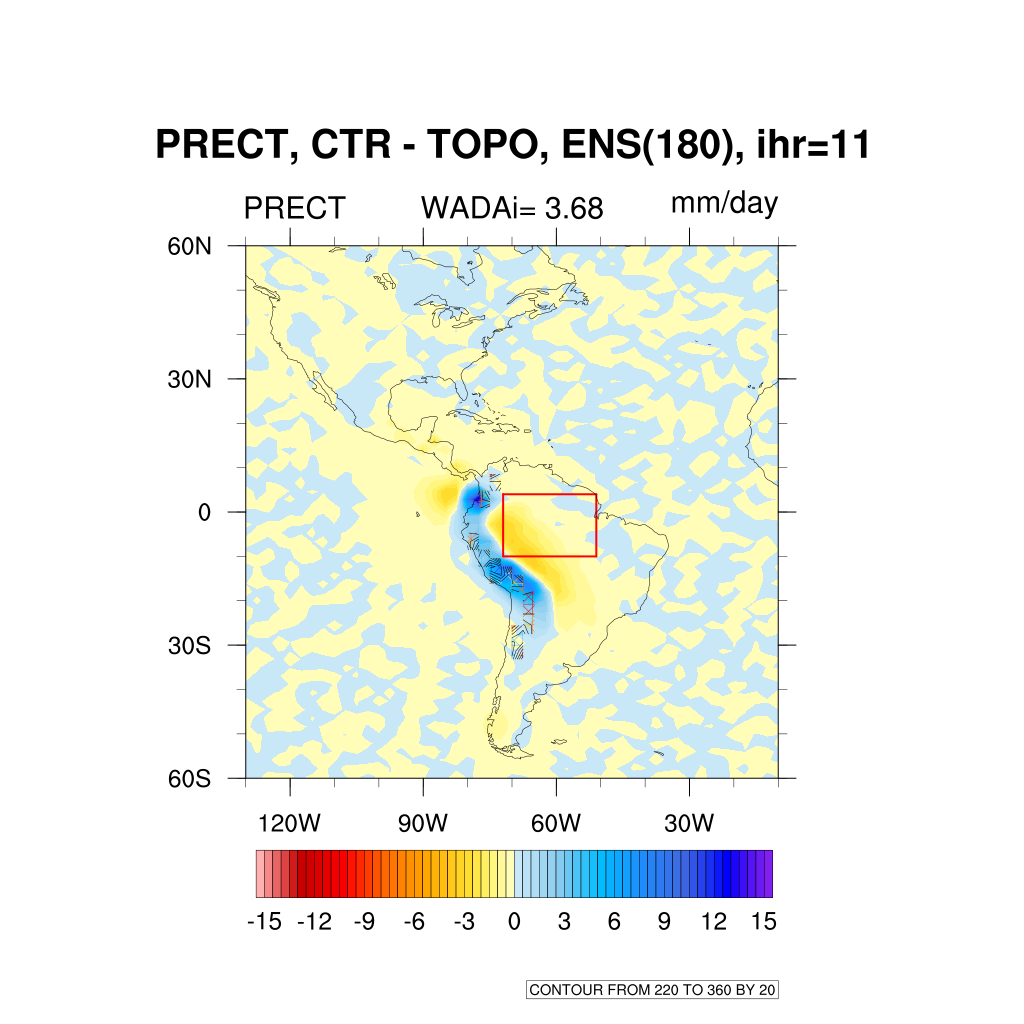 PRECT, CTR - TOPO, ENS(180), ihr=11
PRECT WADAi= 3.68 mm/day
60N
30N
0
30S
60S
120W 90W 60W 30W
-15 -12 -9 -6 -3 0 3 6 9 12 15
CONTOUR FROM 220 TO 360 BY 20